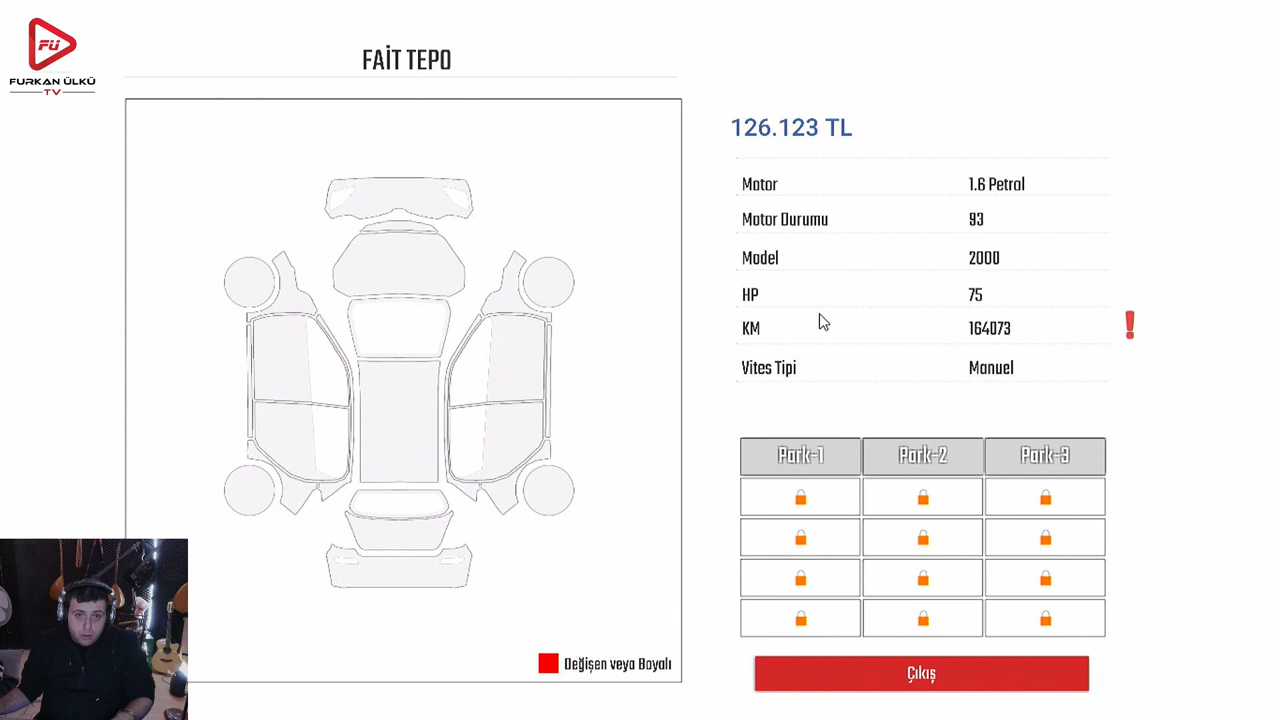 FU
FURKAN ÜLKÜ
TV
FAİT TEPO
126.123 TL
Motor 1.6 Petrol
Motor Durumu 93
Model 2000
HP 75
KM 164073
Vites Tipi Manuel
Park-1 Park-2 Park-3
Değişen veya Boyalı
Çıkış